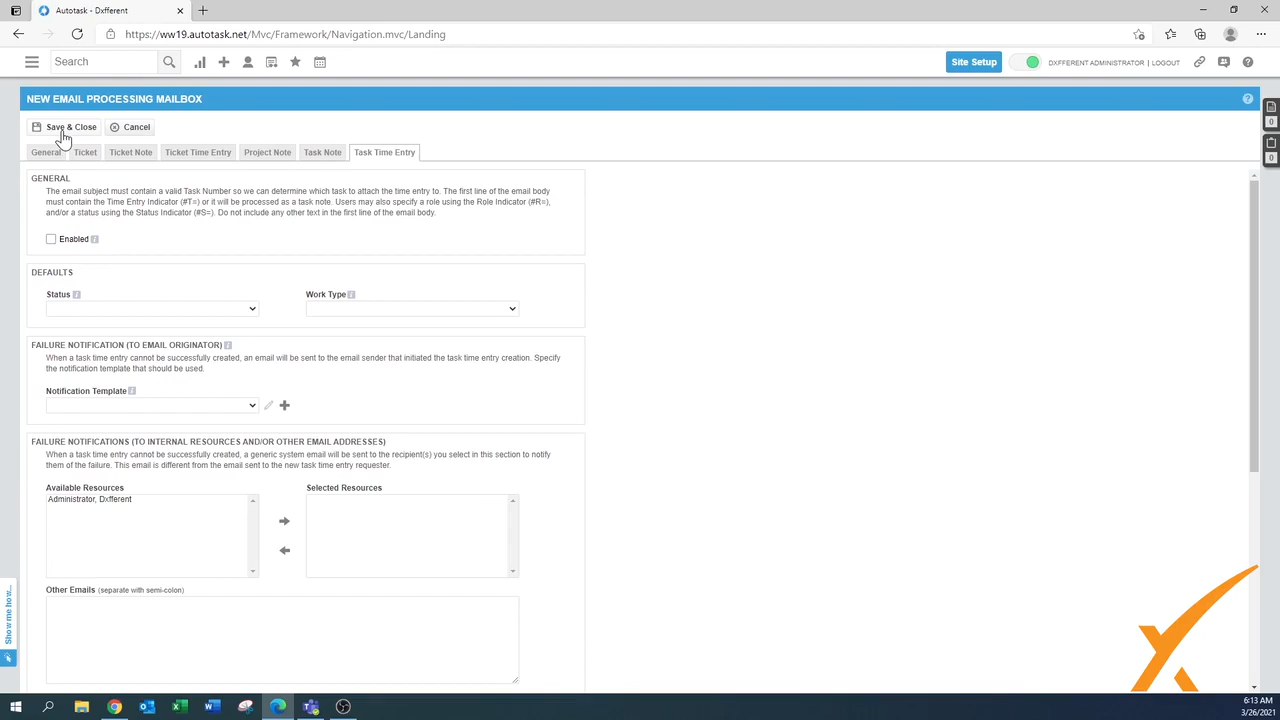 Autotask - Dxfferent
https://ww19.autotask.net/Mvc/Framework/Navigation.mvc/Landing
Search
Site Setup
DXFFERENT ADMINISTRATOR | LOGOUT
NEW EMAIL PROCESSING MAILBOX
Save & Close
Cancel
0
0
General
Ticket
Ticket Note
Ticket Time Entry
Project Note
Task Note
Task Time Entry
GENERAL
The email subject must contain a valid Task Number so we can determine which task to attach the time entry to. The first line of the email body
must contain the Time Entry Indicator (#T=) or it will be processed as a task note. Users may also specify a role using the Role Indicator (#R=),
and/or a status using the Status Indicator (#S=). Do not include any other text in the first line of the email body.
Enabled
DEFAULTS
Status
Work Type
FAILURE NOTIFICATION (TO EMAIL ORIGINATOR)
When a task time entry cannot be successfully created, an email will be sent to the email sender that initiated the task time entry creation. Specify
the notification template that should be used.
Notification Template
FAILURE NOTIFICATIONS (TO INTERNAL RESOURCES AND/OR OTHER EMAIL ADDRESSES)
When a task time entry cannot be successfully created, a generic system email will be sent to the recipient(s) you select in this section to notify
them of the failure. This email is different from the email sent to the new task time entry requester.
Available Resources
Selected Resources
Administrator, Dxfferent
Other Emails (separate with semi-colon)
Show me how...
6:13 AM
3/26/2021